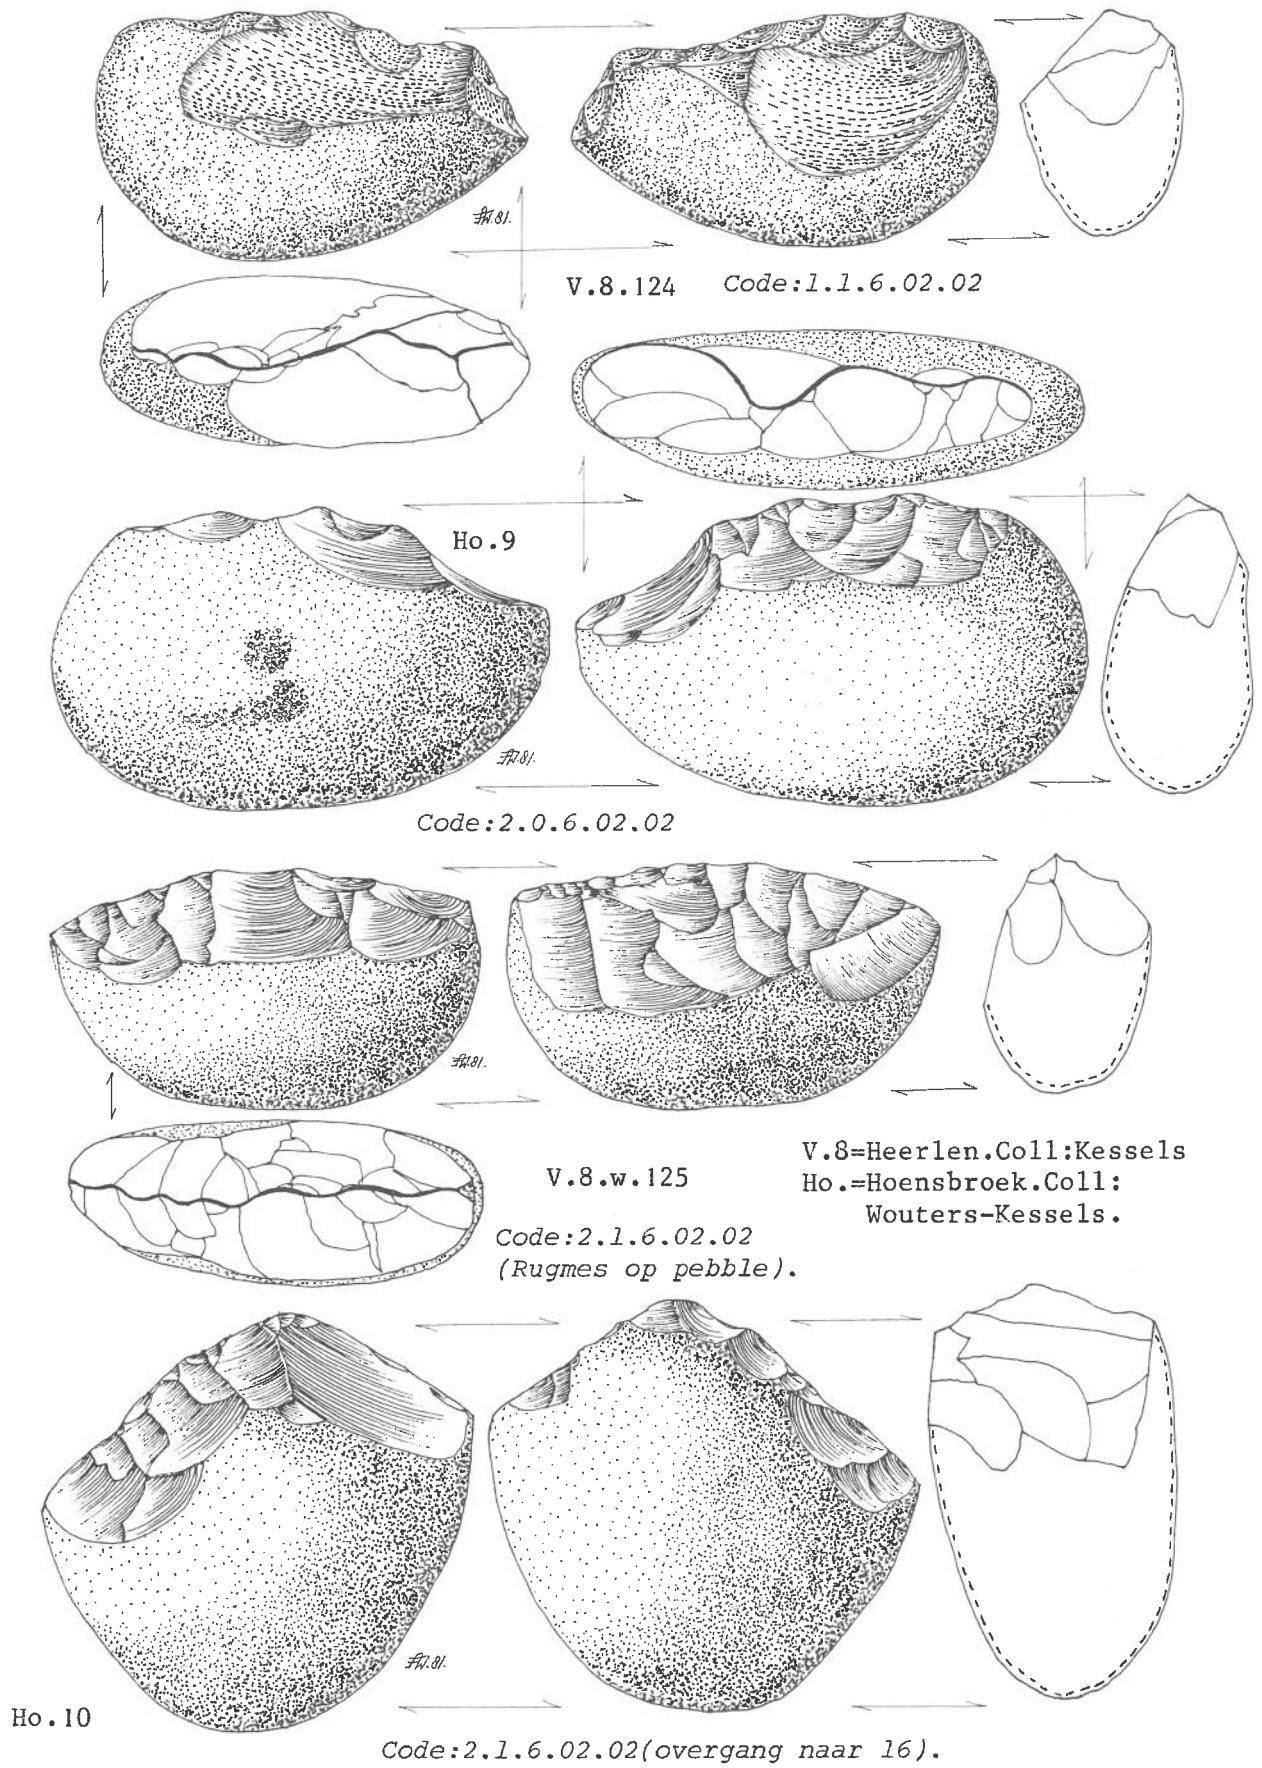 V.8.124 Code:1.1.6.02.02
Ho.9
Code:2.0.6.02.02
V.8=Heerlen.Coll:Kessels
Ho.=Hoensbroek.Coll:
Wouters-Kessels.
V.8.w.125
Code:2.1.6.02.02
(Rugmes op pebble).
Ho.10
Code:2.1.6.02.02(overgang naar 16).